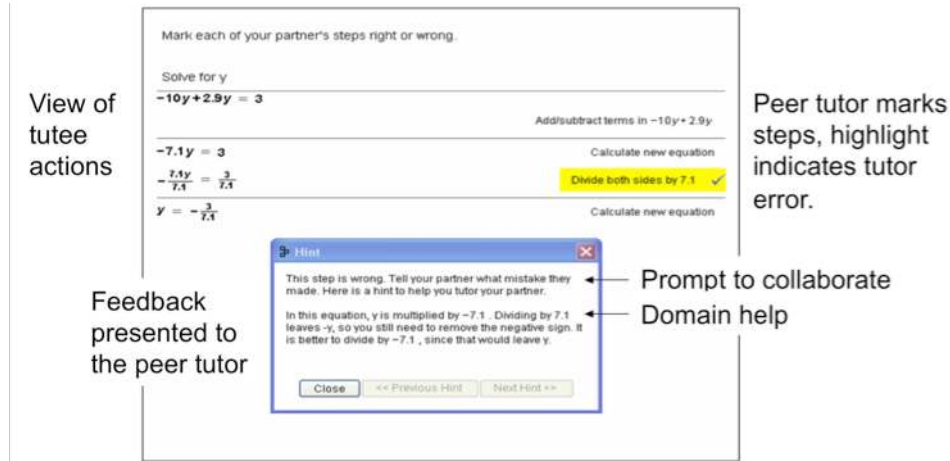 Mark each of your partner's steps right or wrong.
Solve for y
-10y+2.9y = 3
Add/subtract terms in -10y+ 2.9y
-7.1y = 3
Calculate new equation
-7.1y/7.1 = 3/7.1
Divide both sides by 7.1 ✓
y = -3/7.1
Calculate new equation
View of
tutee
actions
Peer tutor marks
steps, highlight
indicates tutor
error.
Hint
This step is wrong. Tell your partner what mistake they
made. Here is a hint to help you tutor your partner.
In this equation, y is multiplied by -7.1 . Dividing by 7.1
leaves -y, so you still need to remove the negative sign. It
is better to divide by -7.1 , since that would leave y.
Close
<< Previous Hint
Next Hint >>
Prompt to collaborate
Domain help
Feedback
presented to
the peer tutor